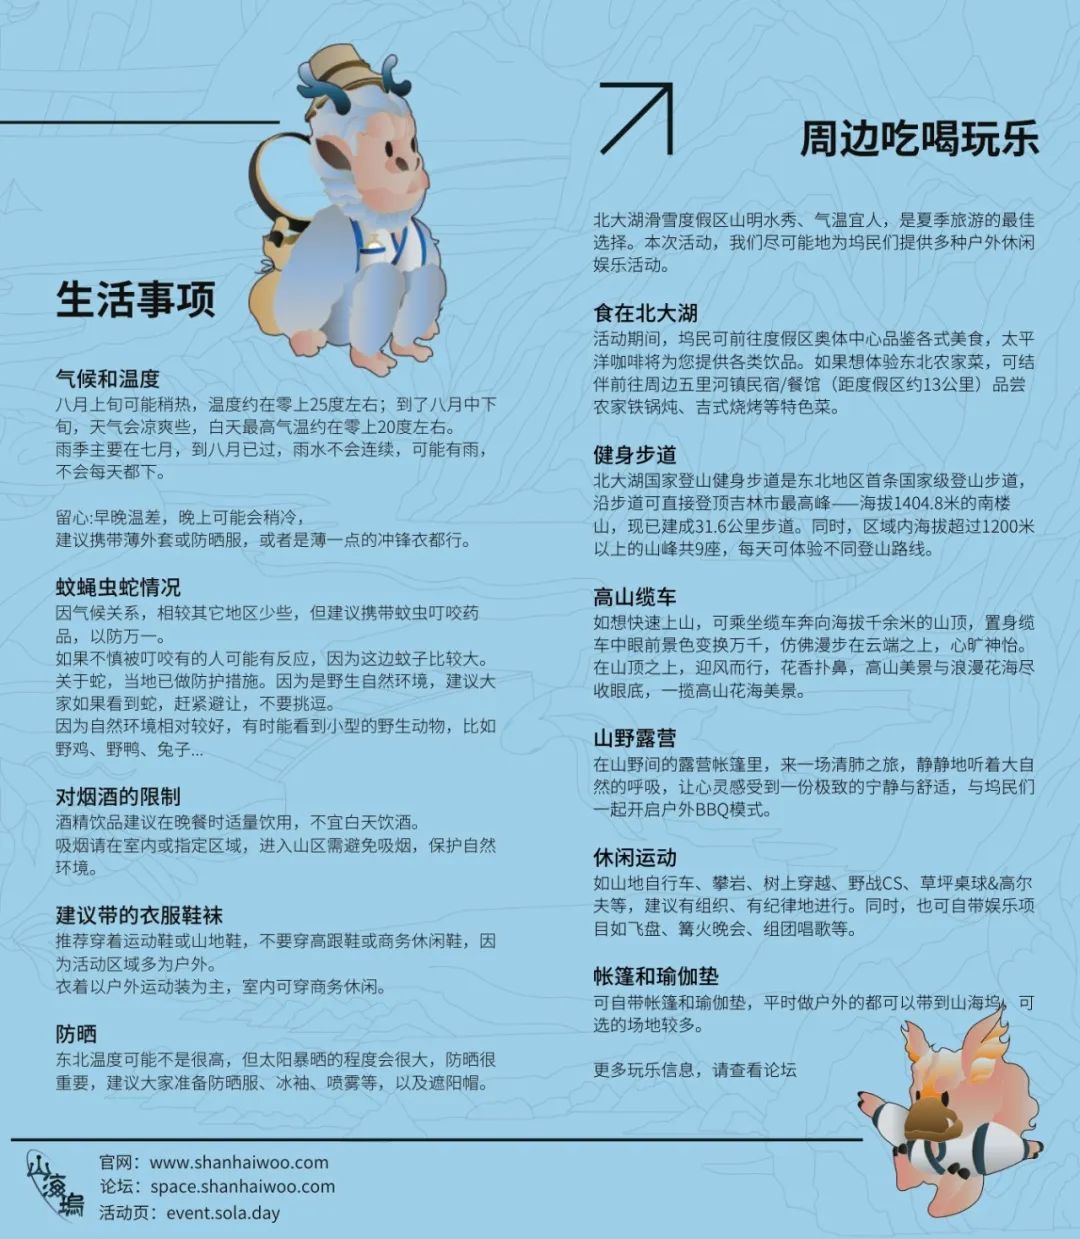 生活事项
气候和温度
八月上旬可能稍热，温度约在零上25度左右；到了八月中下
旬，天气会凉爽些，白天最高气温约在零上20度左右。
雨季主要在七月，到八月已过，雨水不会连续，可能有雨，
不会每天都下。
留心:早晚温差，晚上可能会稍冷，
建议携带薄外套或防晒服，或者是薄一点的冲锋衣都行。
蚊蝇虫蛇情况
因气候关系，相较其它地区少些，但建议携带蚊虫叮咬药
品，以防万一。
如果不慎被叮咬有的人可能有反应，因为这边蚊子比较大。
关于蛇，当地已做防护措施。因为是野生自然环境，建议大
家如果看到蛇，赶紧避让，不要挑逗。
因为自然环境相对较好，有时能看到小型的野生动物，比如
野鸡、野鸭、兔子...
对烟酒的限制
酒精饮品建议在晚餐时适量饮用，不宜白天饮酒。
吸烟请在室内或指定区域，进入山区需避免吸烟，保护自然
环境。
建议带的衣服鞋袜
推荐穿着运动鞋或山地鞋，不要穿高跟鞋或商务休闲鞋，因
为活动区域多为户外。
衣着以户外运动装为主，室内可穿商务休闲。
防晒
东北温度可能不是很高，但太阳暴晒的程度会很大，防晒很
重要，建议大家准备防晒服、冰袖、喷雾等，以及遮阳帽。
周边吃喝玩乐
北大湖滑雪度假区山明水秀、气温宜人，是夏季旅游的最佳
选择。本次活动，我们尽可能地为坞民们提供多种户外休闲
娱乐活动。
食在北大湖
活动期间，坞民可前往度假区奥体中心品鉴各式美食，太平
洋咖啡将为您提供各类饮品。如果想体验东北农家菜，可结
伴前往周边五里河镇民宿/餐馆（距度假区约13公里）品尝
农家铁锅炖、吉式烧烤等特色菜。
健身步道
北大湖国家登山健身步道是东北地区首条国家级登山步道，
沿步道可直接登顶吉林市最高峰——海拔1404.8米的南楼
山，现已建成31.6公里步道。同时，区域内海拔超过1200米
以上的山峰共9座，每天可体验不同登山路线。
高山缆车
如想快速上山，可乘坐缆车奔向海拔千余米的山顶，置身缆
车中眼前景色变换万千，仿佛漫步在云端之上，心旷神怡。
在山顶之上，迎风而行，花香扑鼻，高山美景与浪漫花海尽
收眼底，一揽高山花海美景。
山野露营
在山野间的露营帐篷里，来一场清肺之旅，静静地听着大自
然的呼吸，让心灵感受到一份极致的宁静与舒适，与坞民们
一起开启户外BBQ模式。
休闲运动
如山地自行车、攀岩、树上穿越、野战CS、草坪桌球&高尔
夫等，建议有组织、有纪律地进行。同时，也可自带娱乐项
目如飞盘、篝火晚会、组团唱歌等。
帐篷和瑜伽垫
可自带帐篷和瑜伽垫，平时做户外的都可以带到山海坞，可
选的场地较多。
更多玩乐信息，请查看论坛
山海塢
官网：www.shanhaiwoo.com
论坛：space.shanhaiwoo.com
活动页：event.sola.day